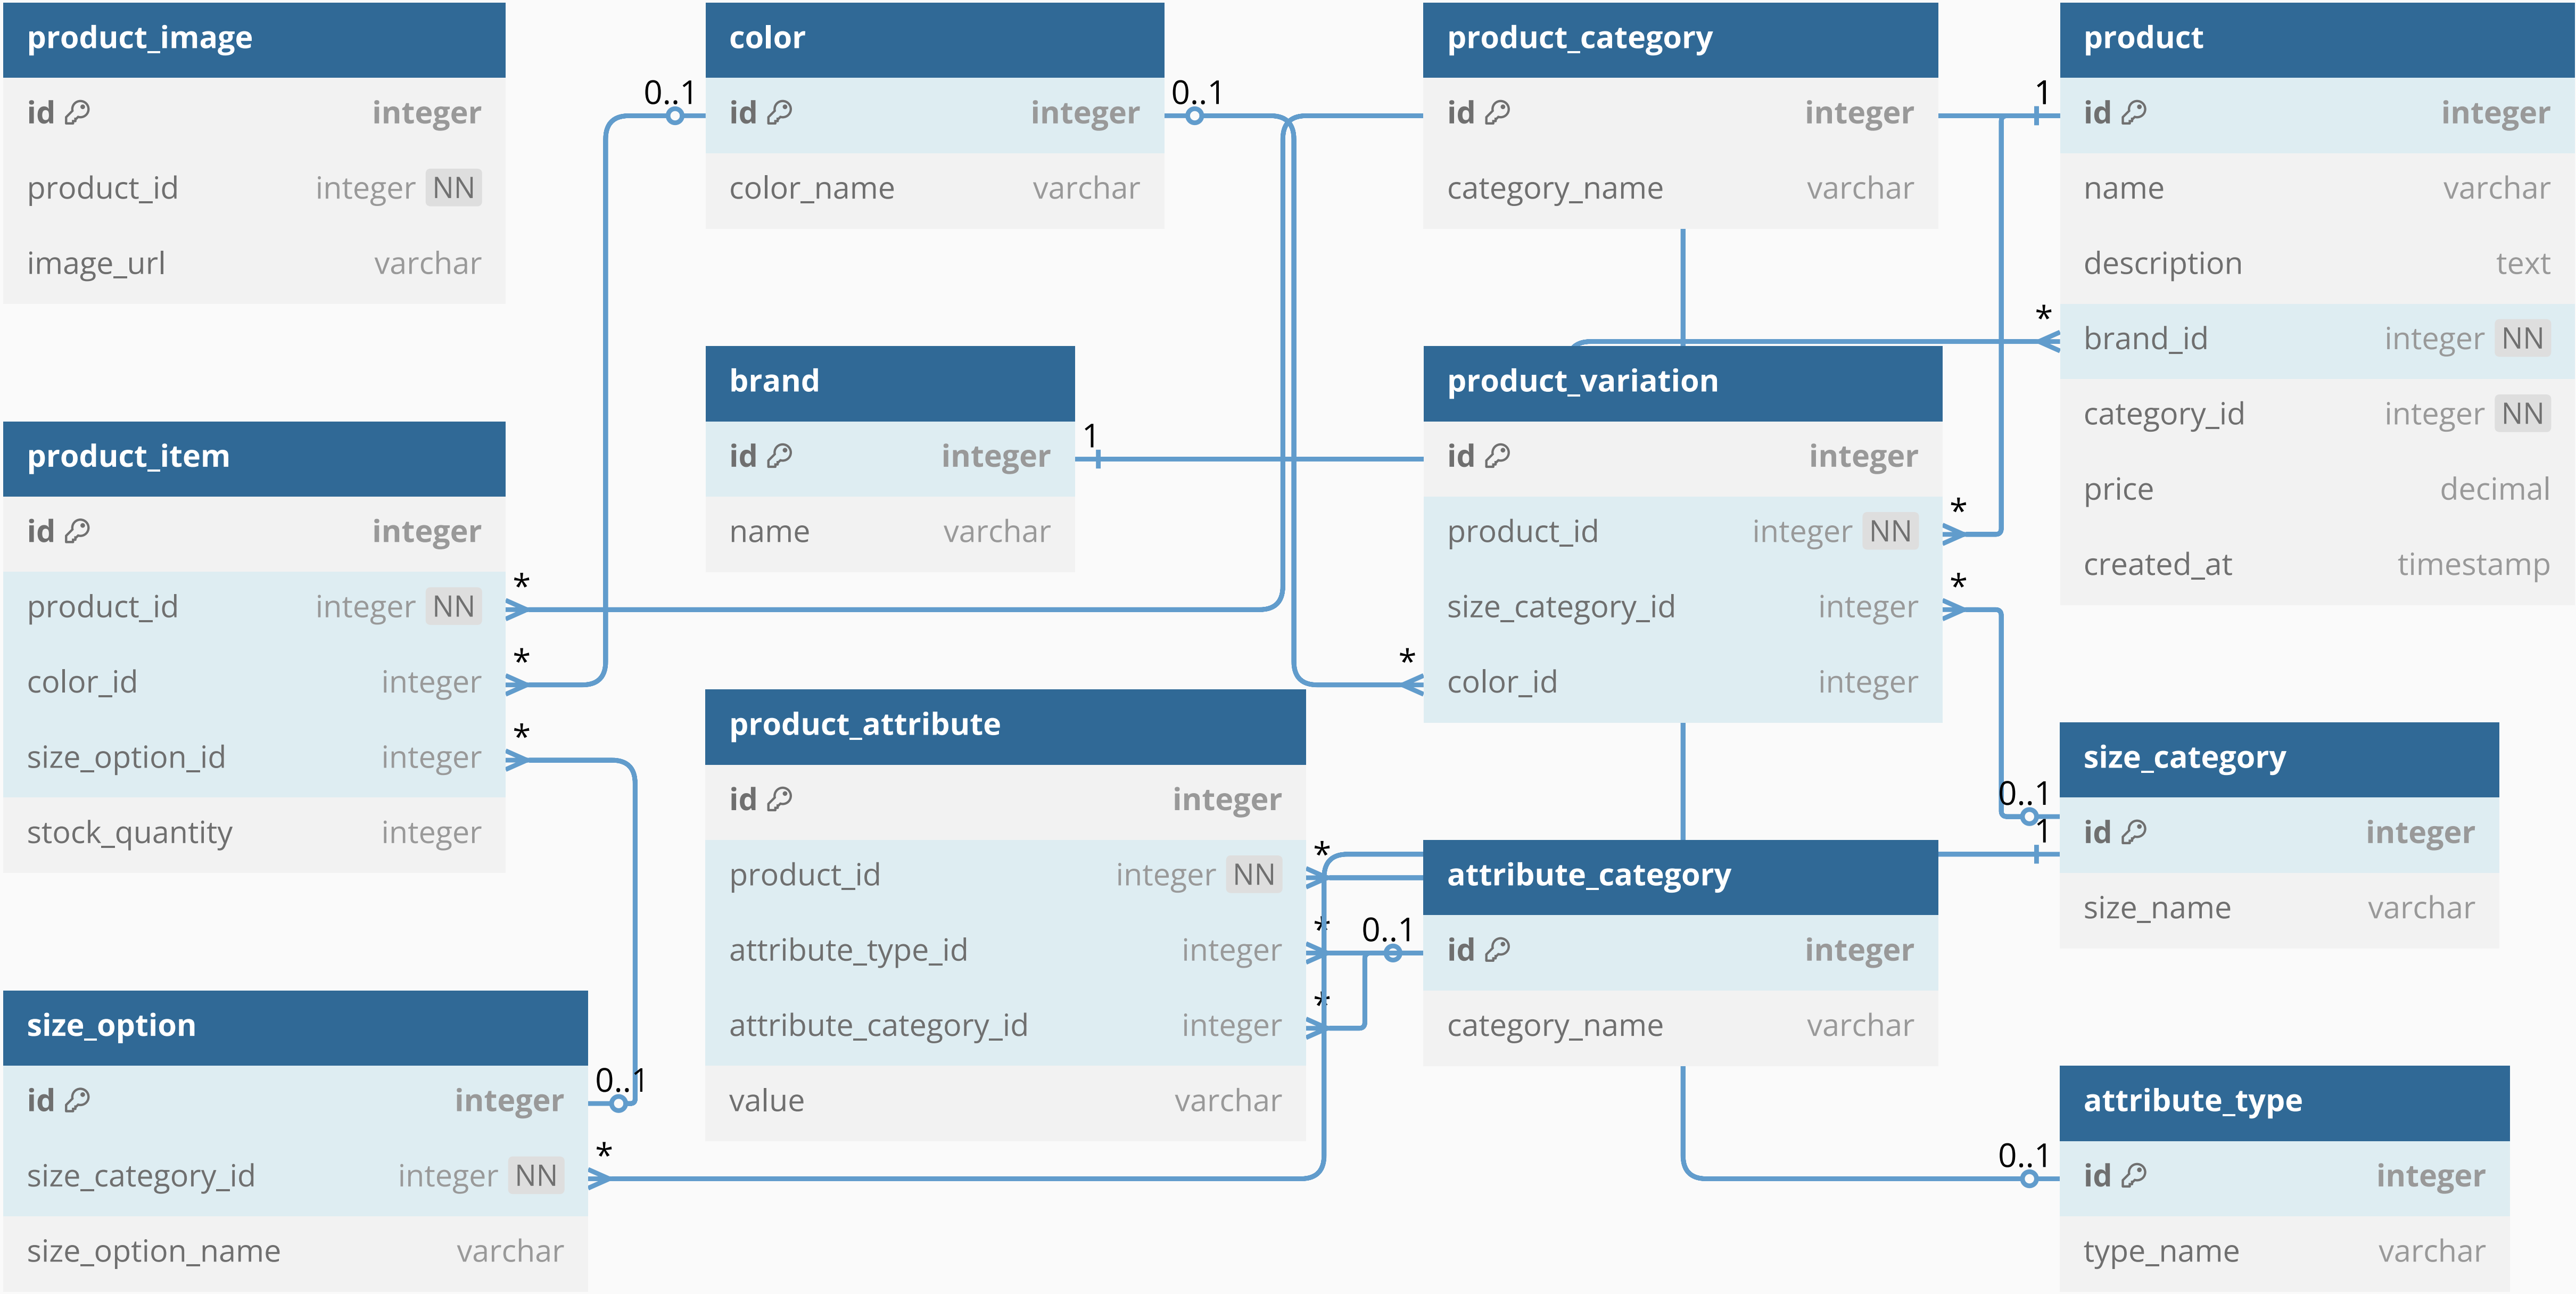 product_image
id integer
product_id integer NN
image_url varchar
color
0..1 id integer 0..1
color_name varchar
product_category
id integer
category_name varchar
product
1 id integer
name varchar
description text
* brand_id integer NN
category_id integer NN
price decimal
created_at timestamp
brand
id integer 1
name varchar
product_variation
id integer
product_id integer NN *
size_category_id integer *
* color_id integer
product_item
id integer
product_id integer NN *
color_id integer *
size_option_id integer *
stock_quantity integer
product_attribute
id integer
product_id integer NN *
attribute_type_id integer *
attribute_category_id integer *
value varchar
size_category
0..1
1
id integer
size_name varchar
attribute_category
0..1 id integer
category_name varchar
size_option
id integer 0..1
size_category_id integer NN *
size_option_name varchar
attribute_type
0..1 id integer
type_name varchar